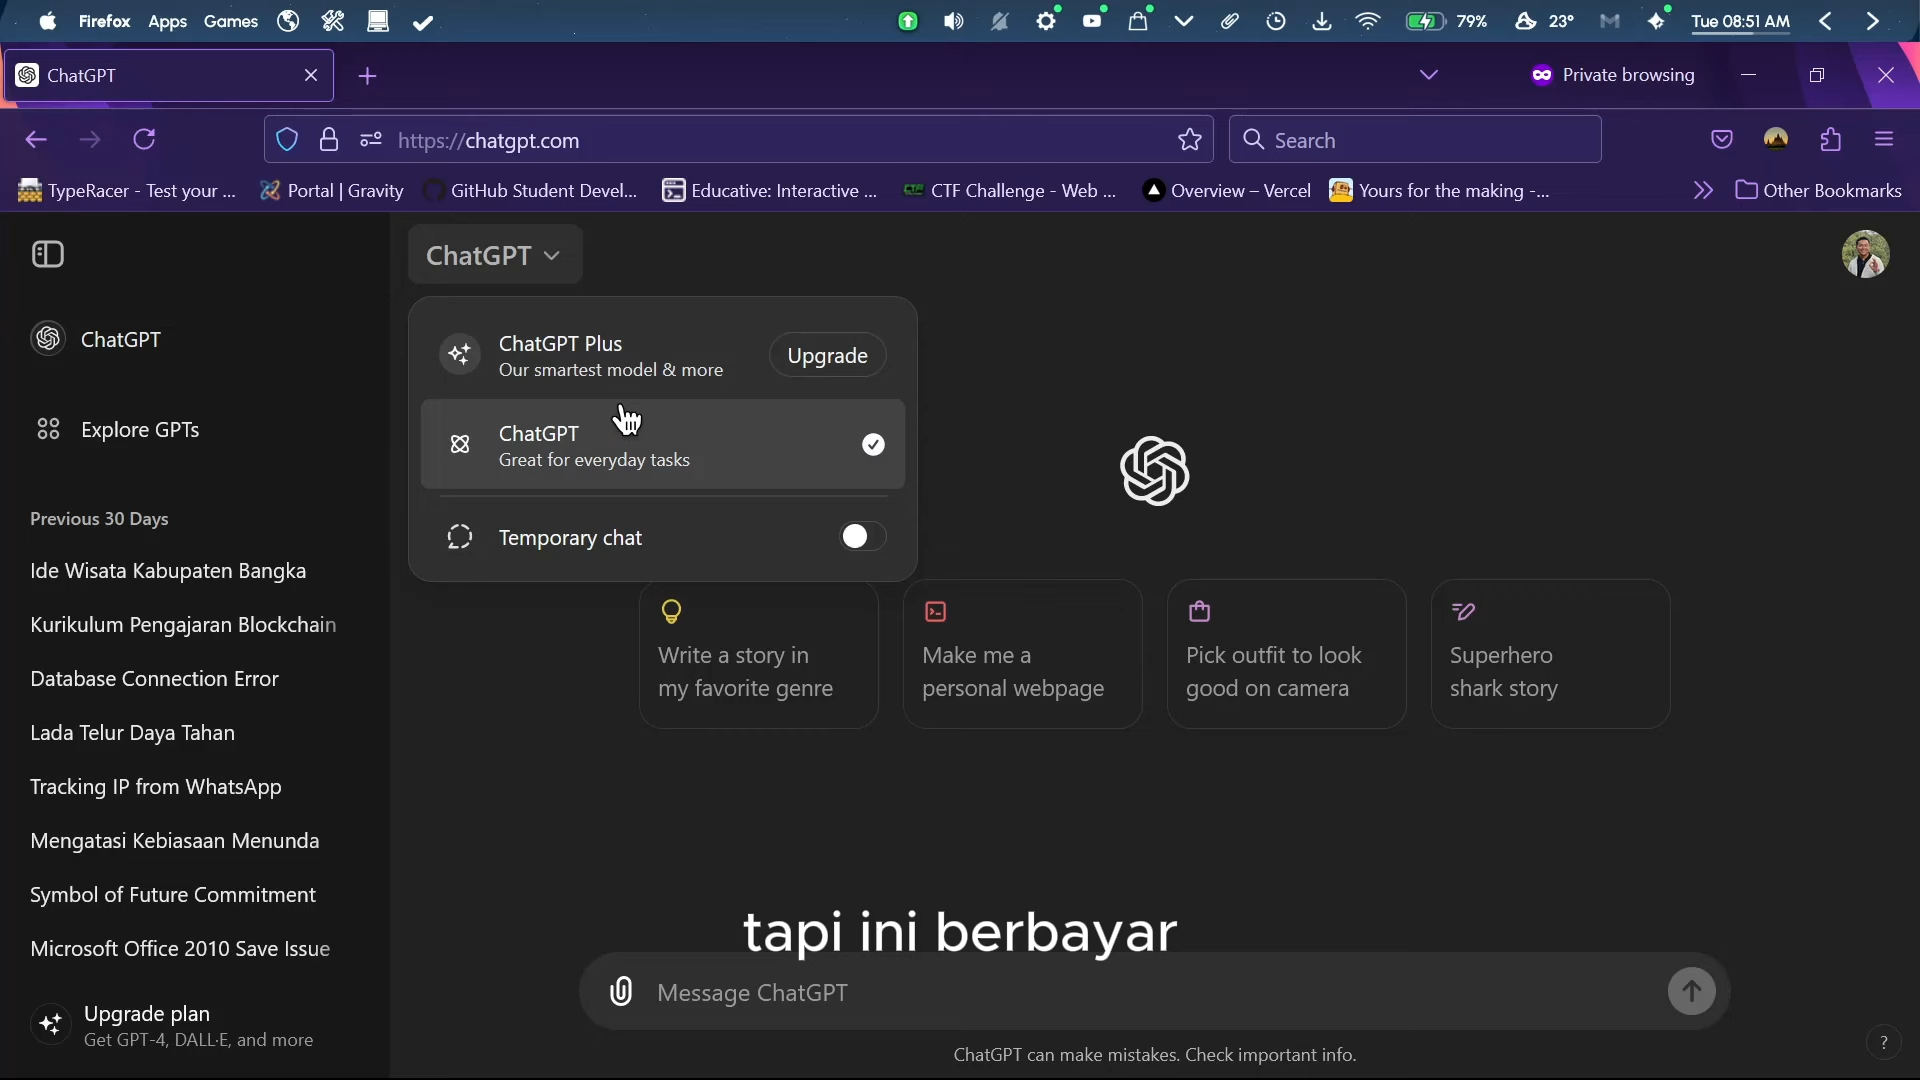 Firefox Apps Games
79% 23° Tue 08:51 AM
ChatGPT
Private browsing
https://chatgpt.com
Search
TypeRacer - Test your ...
Portal | Gravity
GitHub Student Devel...
Educative: Interactive ...
CTF Challenge - Web ...
Overview – Vercel
Yours for the making -...
Other Bookmarks
ChatGPT
Explore GPTs
Previous 30 Days
Ide Wisata Kabupaten Bangka
Kurikulum Pengajaran Blockchain
Database Connection Error
Lada Telur Daya Tahan
Tracking IP from WhatsApp
Mengatasi Kebiasaan Menunda
Symbol of Future Commitment
Microsoft Office 2010 Save Issue
Upgrade plan
Get GPT-4, DALL·E, and more
ChatGPT
ChatGPT Plus
Our smartest model & more
Upgrade
ChatGPT
Great for everyday tasks
Temporary chat
Write a story in
my favorite genre
Make me a
personal webpage
Pick outfit to look
good on camera
Superhero
shark story
tapi ini berbayar
Message ChatGPT
ChatGPT can make mistakes. Check important info.
?